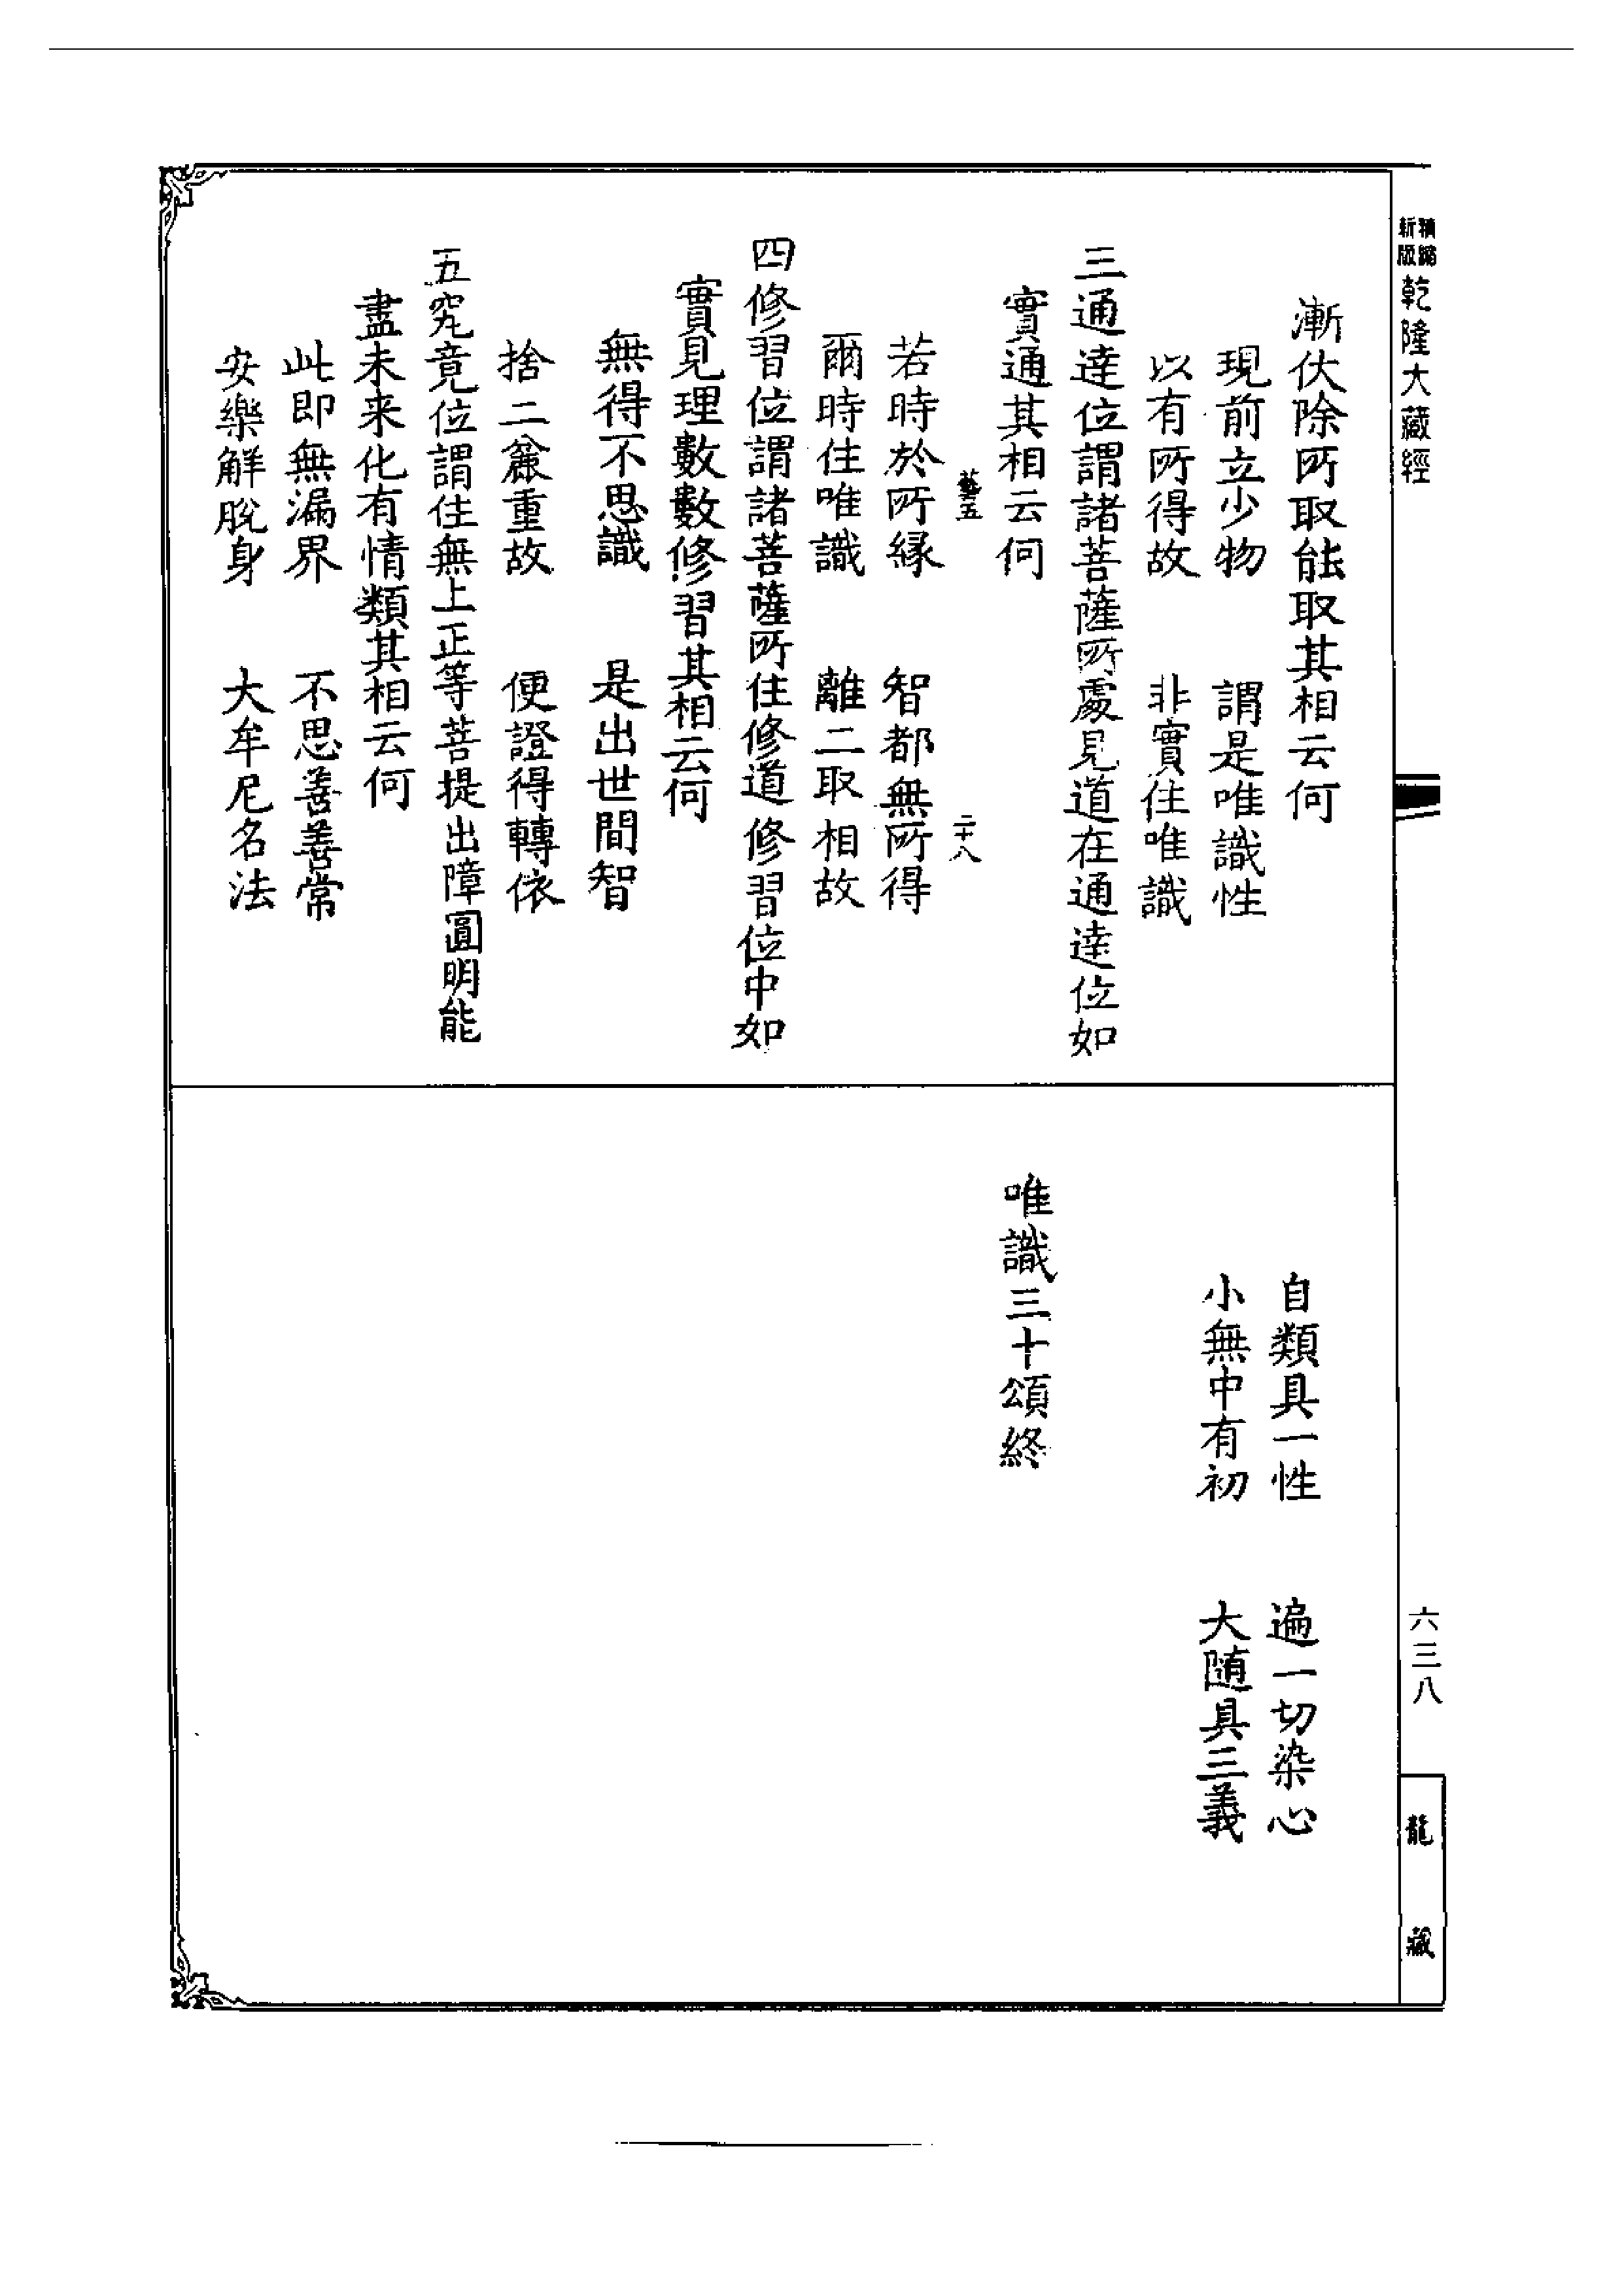 精縮
新版
乾隆大藏經
漸伏除所取能取其相云何
現前立少物　謂是唯識性
以有所得故　非實住唯識
三通達位謂諸菩薩所處見道在通達位如
實通其相云何
藝五　二十八
若時於所緣　智都無所得
爾時住唯識　離二取相故
四修習位謂諸菩薩所住修道修習位中如
實見理數數修習其相云何
無得不思識　是出世間智
捨二麤重故　便證得轉依
五究竟位謂住無上正等菩提出障圓明能
盡未来化有情類其相云何
此即無漏界　不思善善常
安樂解脫身　大牟尼名法
自類具一性　遍一切染心
小無中有初　大随具三義
唯識三十頌終
六三八
龍藏